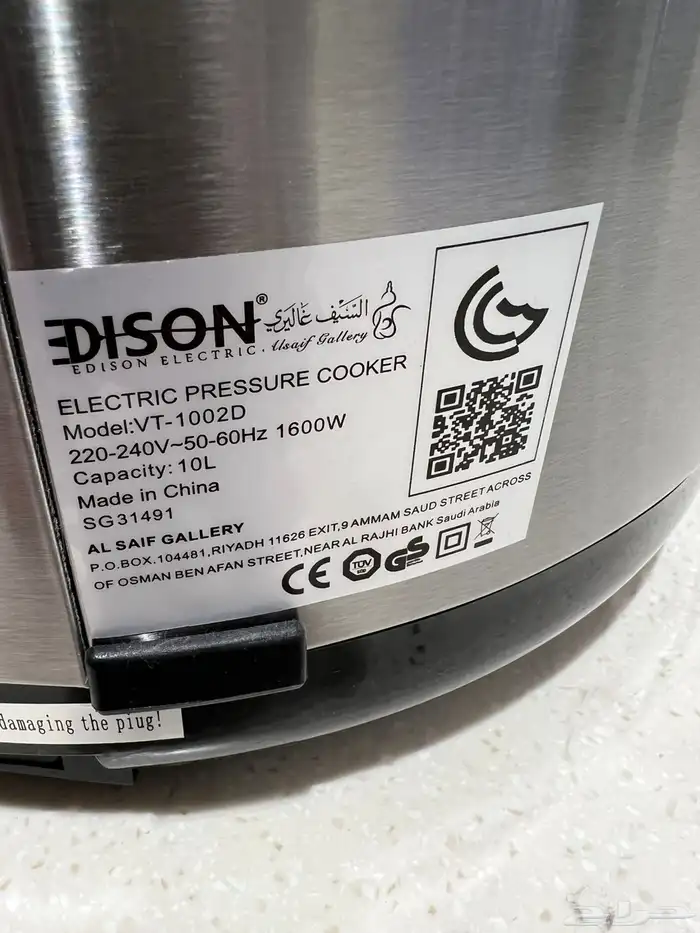 EDISON® السيف غاليري
EDISON ELECTRIC. Alsaif Gallery
ELECTRIC PRESSURE COOKER
Model:VT-1002D
220-240V~50-60Hz 1600W
Capacity: 10L
Made in China
SG31491
AL SAIF GALLERY
P.O.BOX.104481,RIYADH 11626 EXIT,9 AMMAM SAUD STREET ACROSS
OF OSMAN BEN AFAN STREET,NEAR AL RAJHI BANK Saudi Arabia
CE TÜV GS
damaging the piug!
حراج